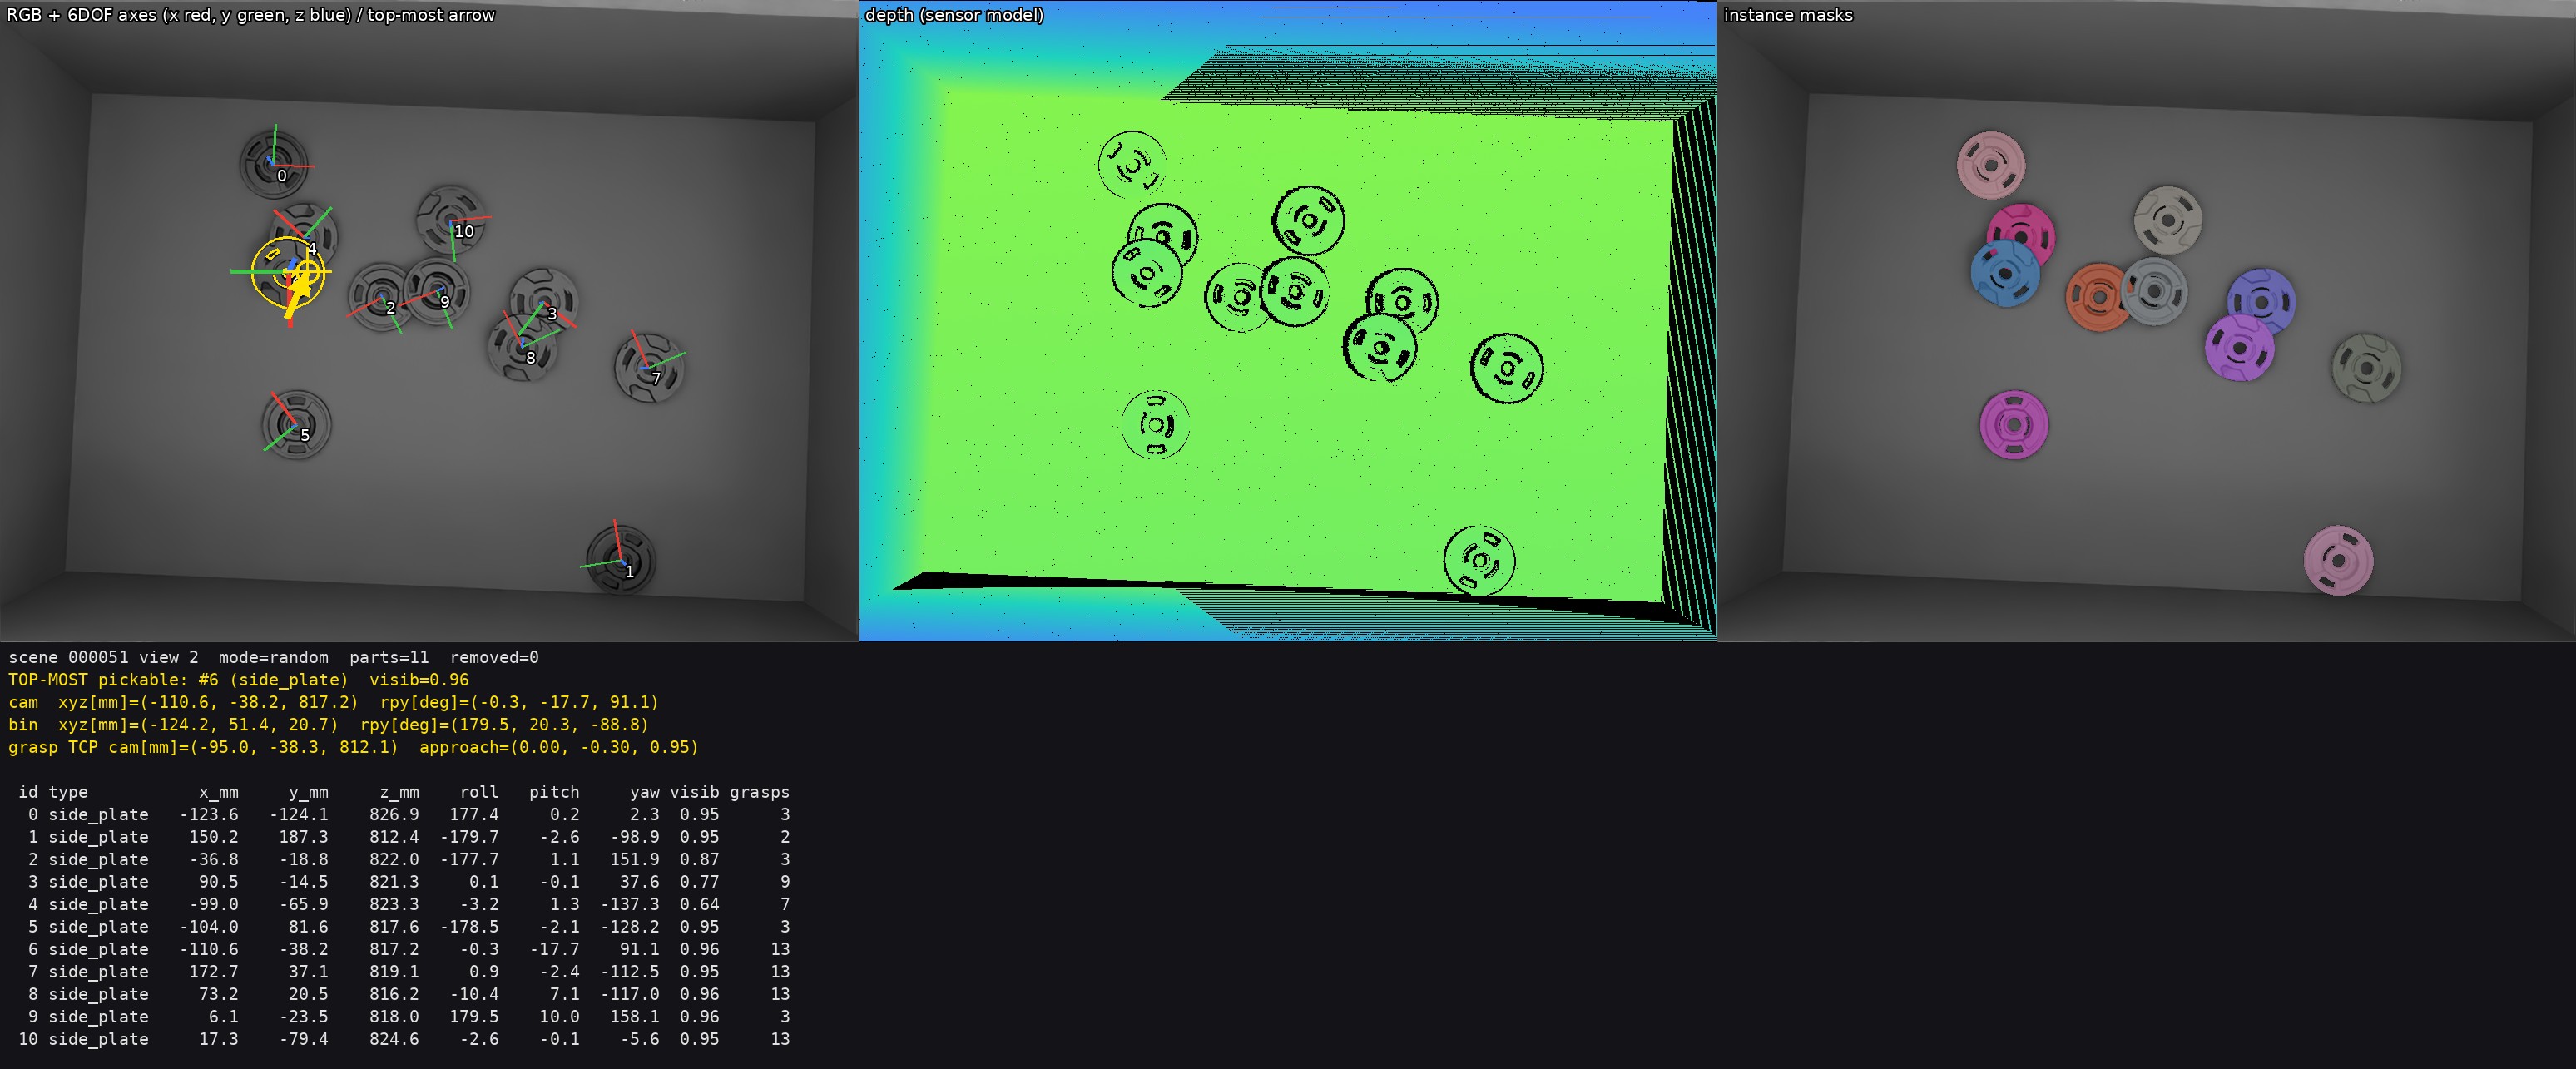 RGB + 6DOF axes (x red, y green, z blue) / top-most arrow
depth (sensor model)
instance masks
0
4
10
2
9
3
8
7
5
1
scene 000051 view 2  mode=random  parts=11  removed=0
TOP-MOST pickable: #6 (side_plate)  visib=0.96
cam  xyz[mm]=(-110.6, -38.2, 817.2)  rpy[deg]=(-0.3, -17.7, 91.1)
bin  xyz[mm]=(-124.2, 51.4, 20.7)  rpy[deg]=(179.5, 20.3, -88.8)
grasp TCP cam[mm]=(-95.0, -38.3, 812.1)  approach=(0.00, -0.30, 0.95)
id type x_mm y_mm z_mm roll pitch yaw visib grasps
0 side_plate -123.6 -124.1 826.9 177.4 0.2 2.3 0.95 3
1 side_plate 150.2 187.3 812.4 -179.7 -2.6 -98.9 0.95 2
2 side_plate -36.8 -18.8 822.0 -177.7 1.1 151.9 0.87 3
3 side_plate 90.5 -14.5 821.3 0.1 -0.1 37.6 0.77 9
4 side_plate -99.0 -65.9 823.3 -3.2 1.3 -137.3 0.64 7
5 side_plate -104.0 81.6 817.6 -178.5 -2.1 -128.2 0.95 3
6 side_plate -110.6 -38.2 817.2 -0.3 -17.7 91.1 0.96 13
7 side_plate 172.7 37.1 819.1 0.9 -2.4 -112.5 0.95 13
8 side_plate 73.2 20.5 816.2 -10.4 7.1 -117.0 0.96 13
9 side_plate 6.1 -23.5 818.0 179.5 10.0 158.1 0.96 3
10 side_plate 17.3 -79.4 824.6 -2.6 -0.1 -5.6 0.95 13